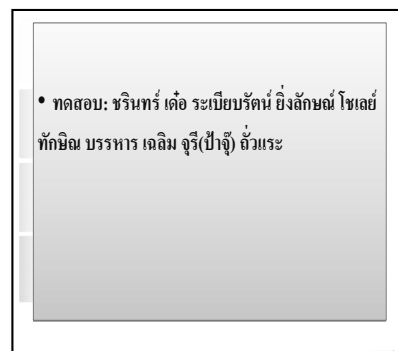 • ทดสอบ: ชรินทร์ เด๋อ ระเบียบรัตน์ ยิ่งลักษณ์ โชเลย์
ทักษิณ บรรหาร เฉลิม จุรี(ป้าจุ๊) ถั่วแระ